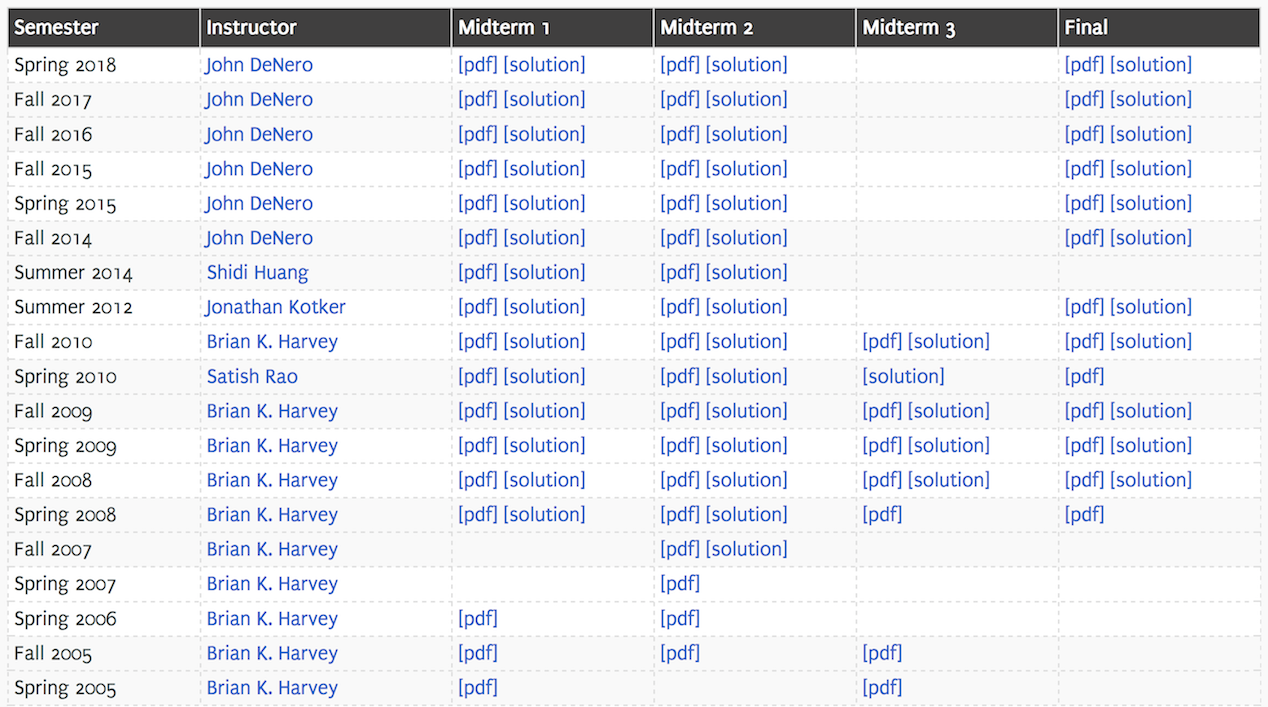 Semester Instructor Midterm 1 Midterm 2 Midterm 3 Final
Spring 2018 John DeNero [pdf] [solution] [pdf] [solution] [pdf] [solution]
Fall 2017 John DeNero [pdf] [solution] [pdf] [solution] [pdf] [solution]
Fall 2016 John DeNero [pdf] [solution] [pdf] [solution] [pdf] [solution]
Fall 2015 John DeNero [pdf] [solution] [pdf] [solution] [pdf] [solution]
Spring 2015 John DeNero [pdf] [solution] [pdf] [solution] [pdf] [solution]
Fall 2014 John DeNero [pdf] [solution] [pdf] [solution] [pdf] [solution]
Summer 2014 Shidi Huang [pdf] [solution] [pdf] [solution]
Summer 2012 Jonathan Kotker [pdf] [solution] [pdf] [solution] [pdf] [solution]
Fall 2010 Brian K. Harvey [pdf] [solution] [pdf] [solution] [pdf] [solution] [pdf] [solution]
Spring 2010 Satish Rao [pdf] [solution] [pdf] [solution] [solution] [pdf]
Fall 2009 Brian K. Harvey [pdf] [solution] [pdf] [solution] [pdf] [solution] [pdf] [solution]
Spring 2009 Brian K. Harvey [pdf] [solution] [pdf] [solution] [pdf] [solution] [pdf] [solution]
Fall 2008 Brian K. Harvey [pdf] [solution] [pdf] [solution] [pdf] [solution] [pdf] [solution]
Spring 2008 Brian K. Harvey [pdf] [solution] [pdf] [solution] [pdf] [pdf]
Fall 2007 Brian K. Harvey [pdf] [solution]
Spring 2007 Brian K. Harvey [pdf]
Spring 2006 Brian K. Harvey [pdf] [pdf]
Fall 2005 Brian K. Harvey [pdf] [pdf] [pdf]
Spring 2005 Brian K. Harvey [pdf] [pdf]